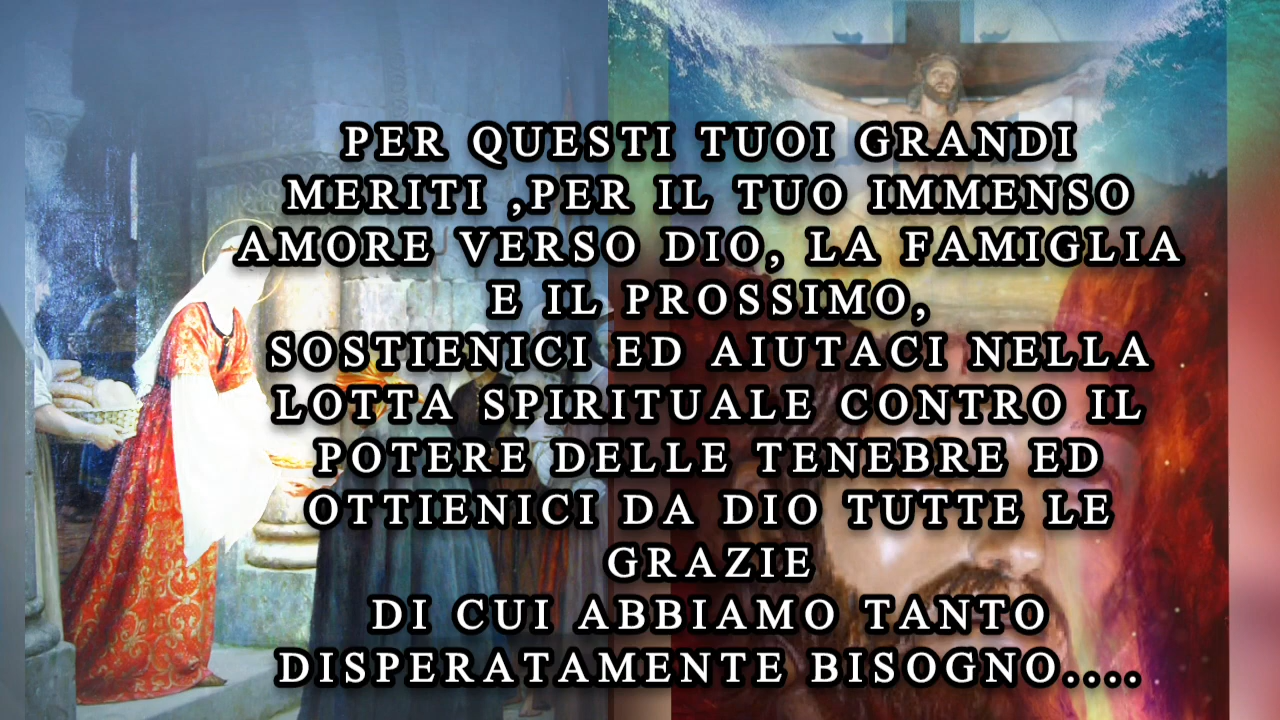 PER QUESTI TUOI GRANDI
MERITI ,PER IL TUO IMMENSO
AMORE VERSO DIO, LA FAMIGLIA
E IL PROSSIMO,
SOSTIENICI ED AIUTACI NELLA
LOTTA SPIRITUALE CONTRO IL
POTERE DELLE TENEBRE ED
OTTIENICI DA DIO TUTTE LE
GRAZIE
DI CUI ABBIAMO TANTO
DISPERATAMENTE BISOGNO....